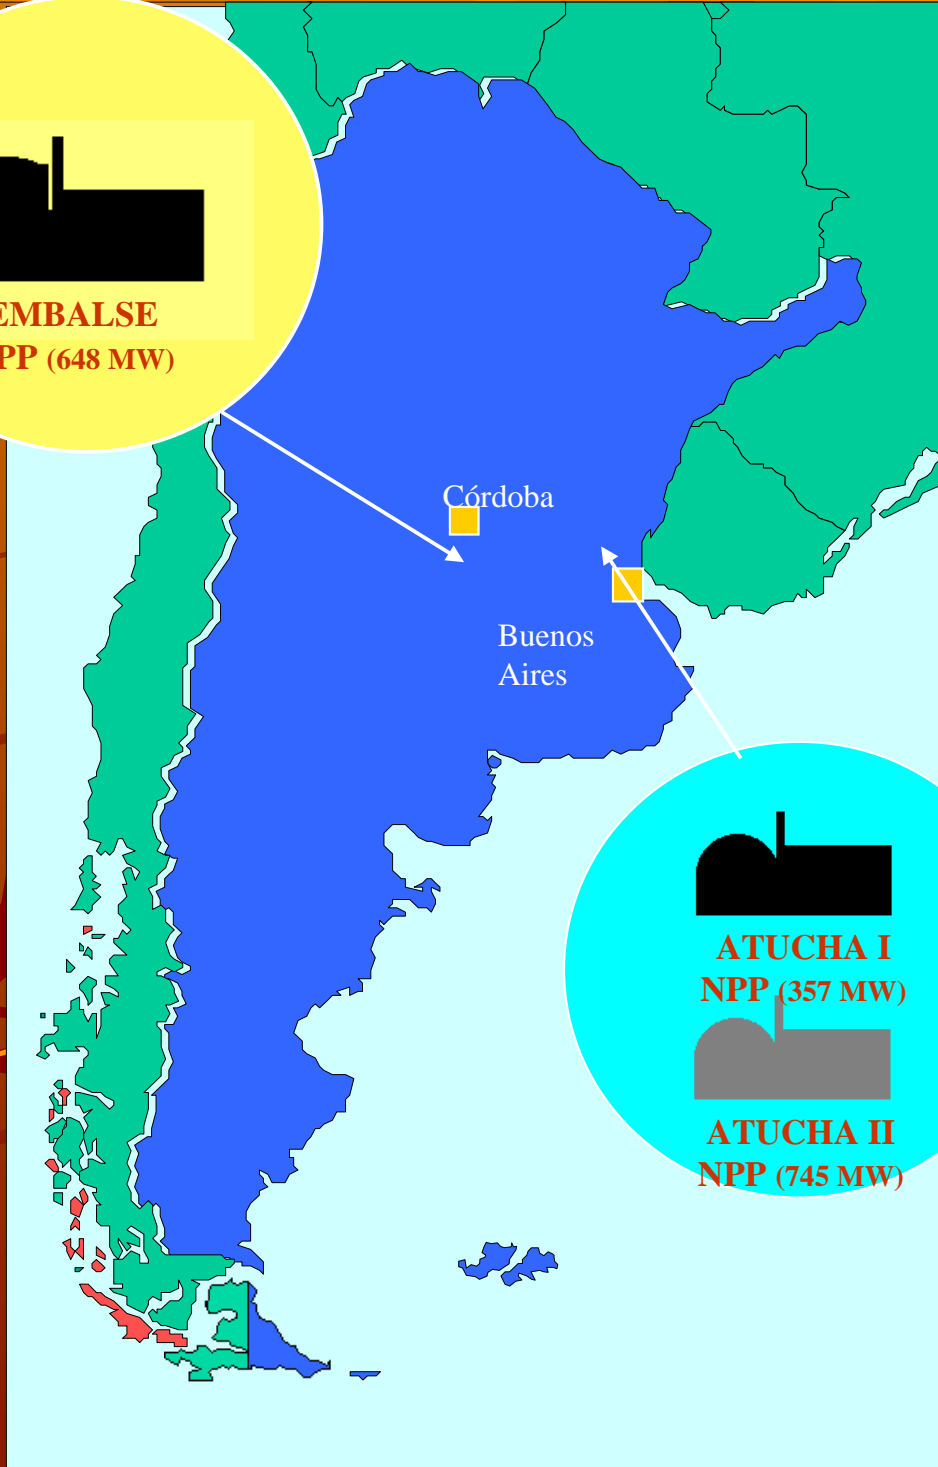 EMBALSE
PP (648 MW)
Córdoba
Buenos
Aires
ATUCHA I
NPP (357 MW)
ATUCHA II
NPP (745 MW)